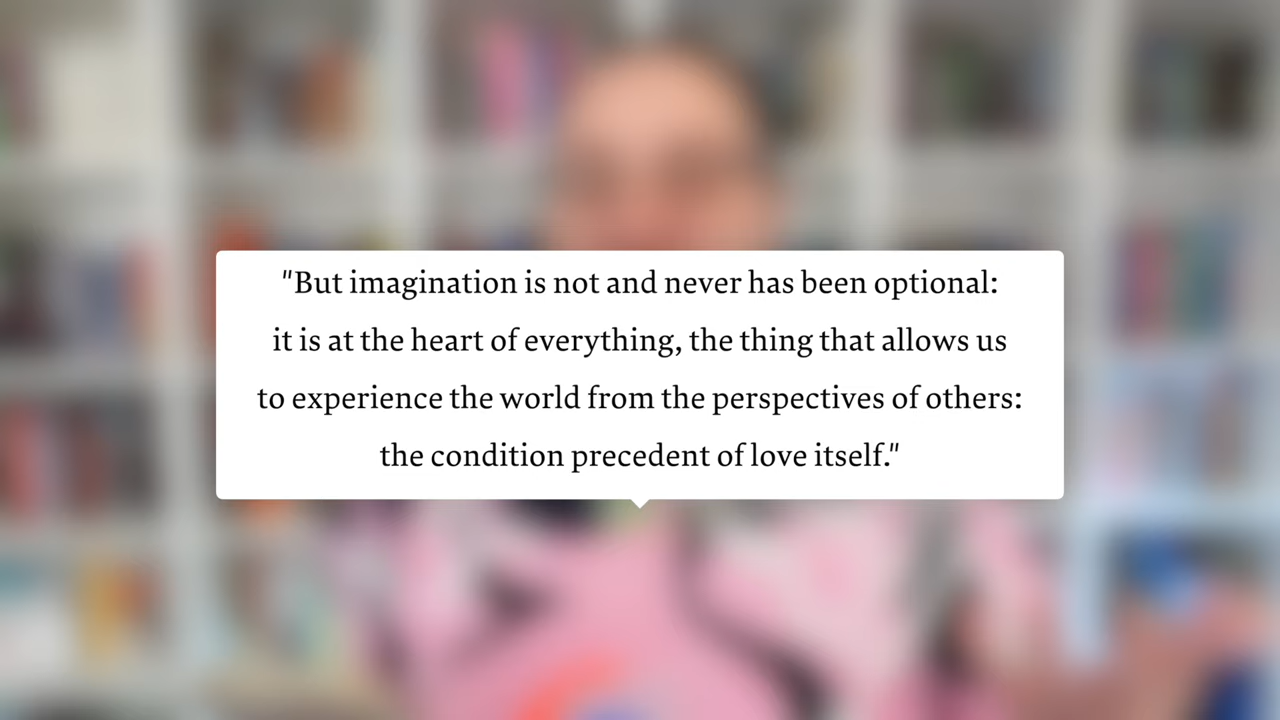 "But imagination is not and never has been optional:
it is at the heart of everything, the thing that allows us
to experience the world from the perspectives of others:
the condition precedent of love itself."